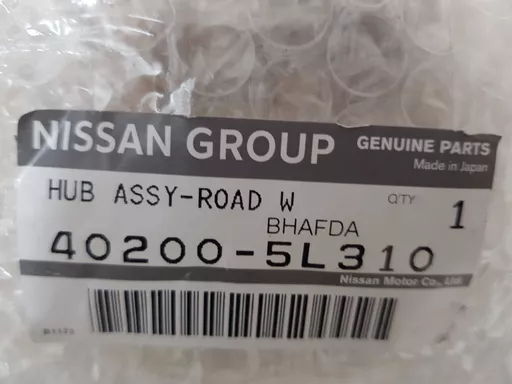 NISSAN GROUP GENUINE PARTS
Made in Japan
HUB ASSY-ROAD W QTY 1
BHAFDA
40200-5L310
Nissan Motor Co., Ltd.